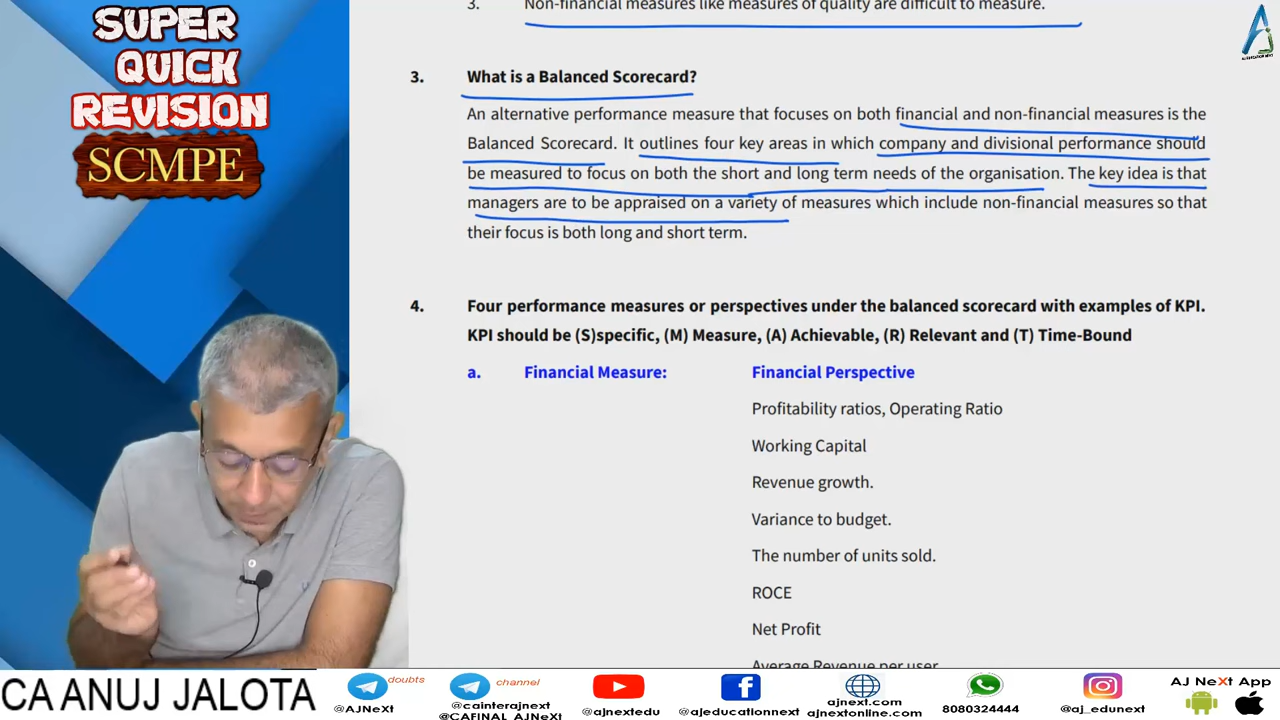 SUPER
QUICK
REVISION
SCMPE
3. Non-financial measures like measures of quality are difficult to measure.
3. What is a Balanced Scorecard?
An alternative performance measure that focuses on both financial and non-financial measures is the
Balanced Scorecard. It outlines four key areas in which company and divisional performance should
be measured to focus on both the short and long term needs of the organisation. The key idea is that
managers are to be appraised on a variety of measures which include non-financial measures so that
their focus is both long and short term.
4. Four performance measures or perspectives under the balanced scorecard with examples of KPI.
KPI should be (S)specific, (M) Measure, (A) Achievable, (R) Relevant and (T) Time-Bound
a. Financial Measure: Financial Perspective
Profitability ratios, Operating Ratio
Working Capital
Revenue growth.
Variance to budget.
The number of units sold.
ROCE
Net Profit
Average Revenue per user
CA ANUJ JALOTA
doubts
@AJNeXt
channel
@cainterajnext
@CAFINAL_AJNeXt
@ajnextedu
@ajeducationnext
ajnext.com
ajnextonline.com
8080324444
@aj_edunext
AJ NeXt App